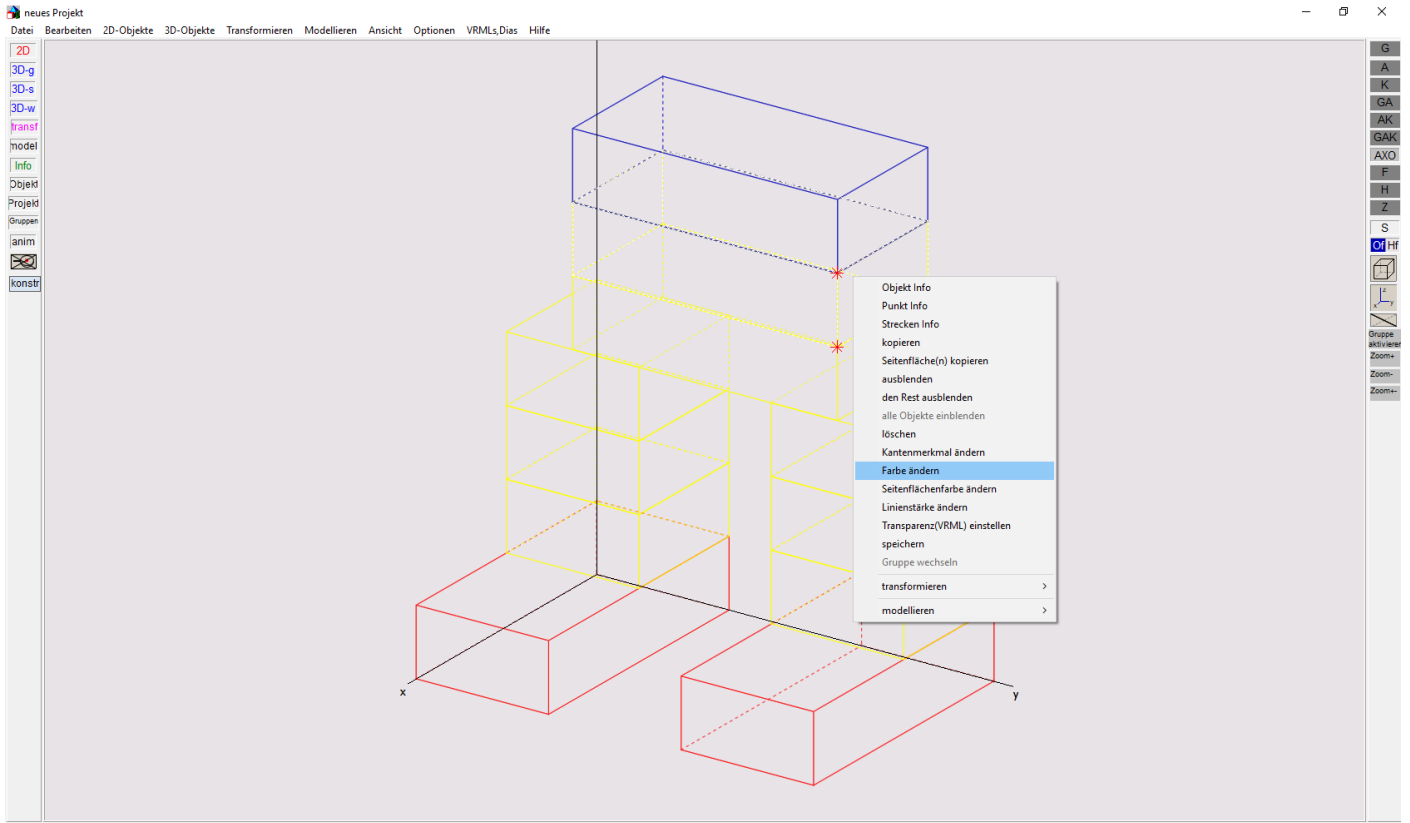 neues Projekt
Datei Bearbeiten 2D-Objekte 3D-Objekte Transformieren Modellieren Ansicht Optionen VRMLs,Dias Hilfe
2D
3D-g
3D-s
3D-w
transf
model
Info
Objekt
Projekt
Gruppen
anim
konstr
x
y
Objekt Info
Punkt Info
Strecken Info
kopieren
Seitenfläche(n) kopieren
ausblenden
den Rest ausblenden
alle Objekte einblenden
löschen
Kantenmerkmal ändern
Farbe ändern
Seitenflächenfarbe ändern
Linienstärke ändern
Transparenz(VRML) einstellen
speichern
Gruppe wechseln
transformieren
modellieren
G
A
K
GA
AK
GAK
AXO
F
H
Z
S
Of Hf
z
x y
Gruppe
aktivieren
Zoom+
Zoom-
Zoom+-